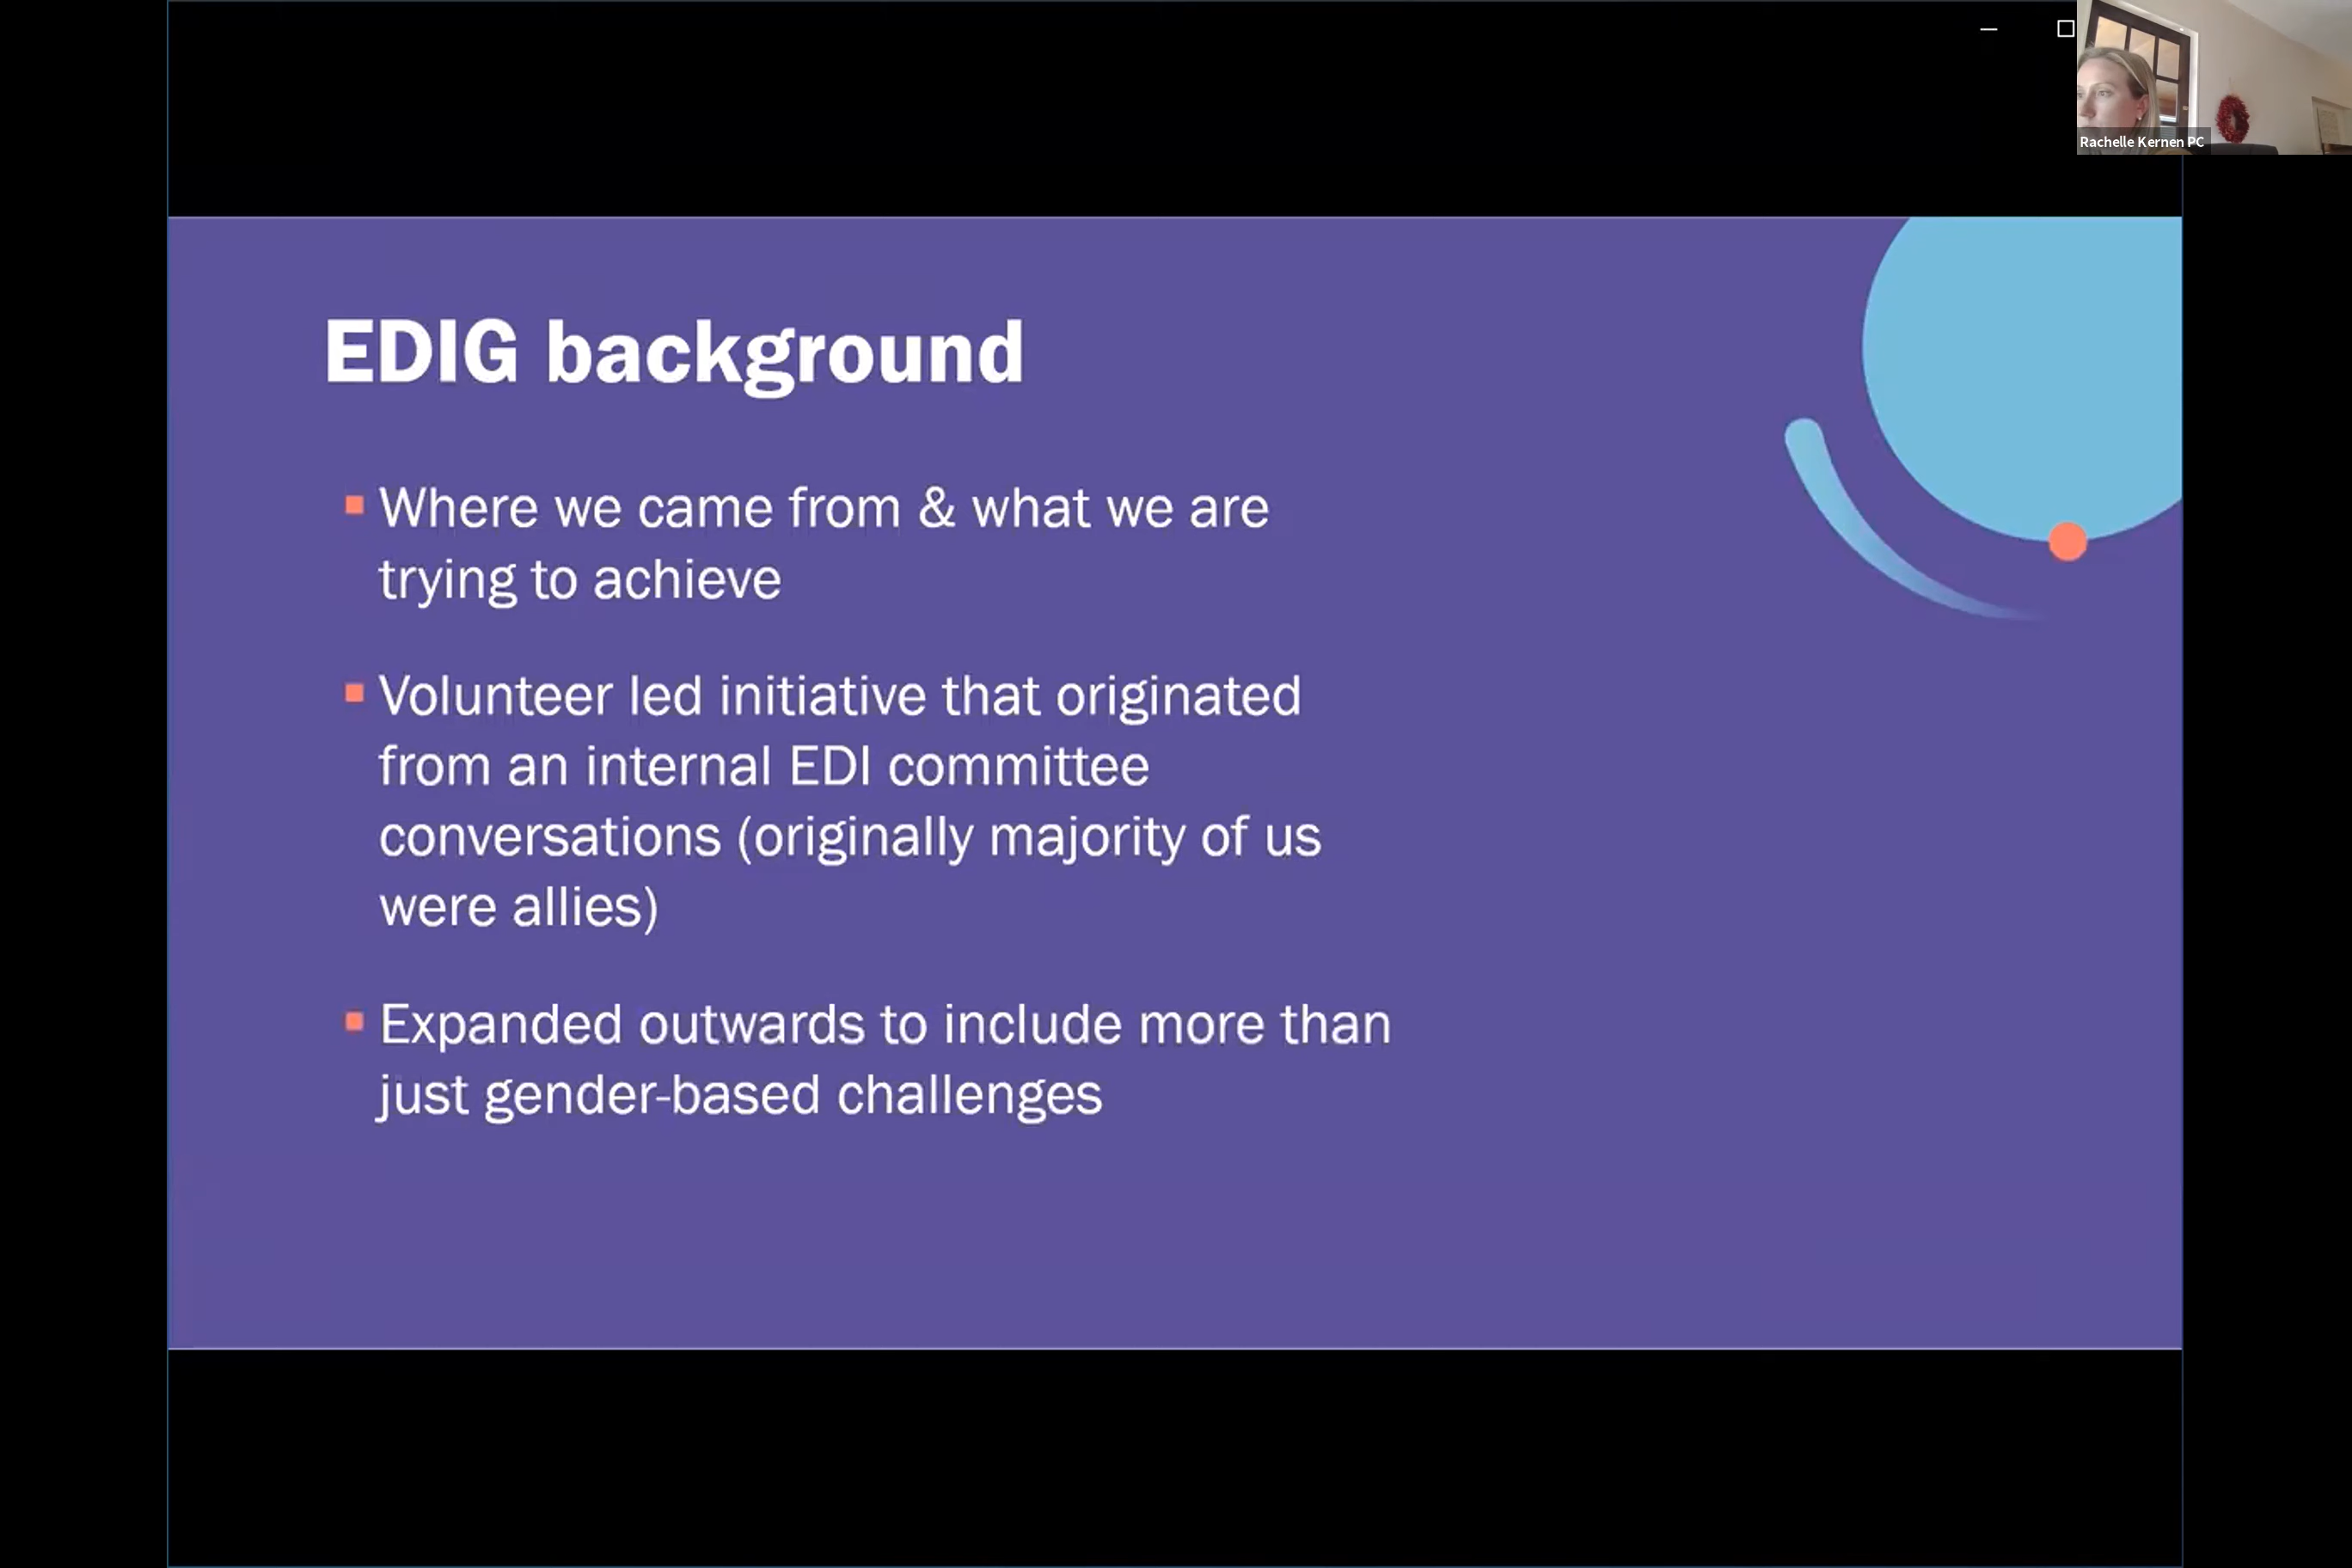 Rachelle Kernen PC
EDIG background
Where we came from & what we are
trying to achieve
Volunteer led initiative that originated
from an internal EDI committee
conversations (originally majority of us
were allies)
Expanded outwards to include more than
just gender-based challenges